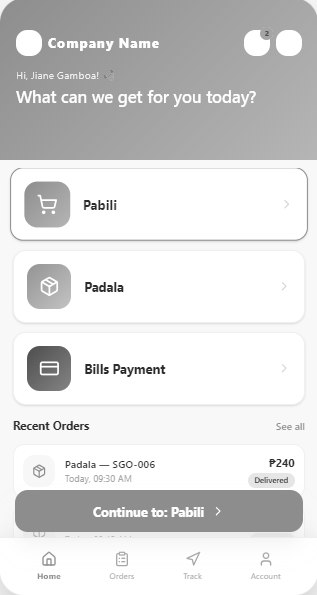 Company Name
2
Hi, Jiane Gamboa!
What can we get for you today?
Pabili
Padala
Bills Payment
Recent Orders
See all
Padala — SGO-006
₱240
Today, 09:30 AM
Delivered
Continue to: Pabili
Home
Orders
Track
Account